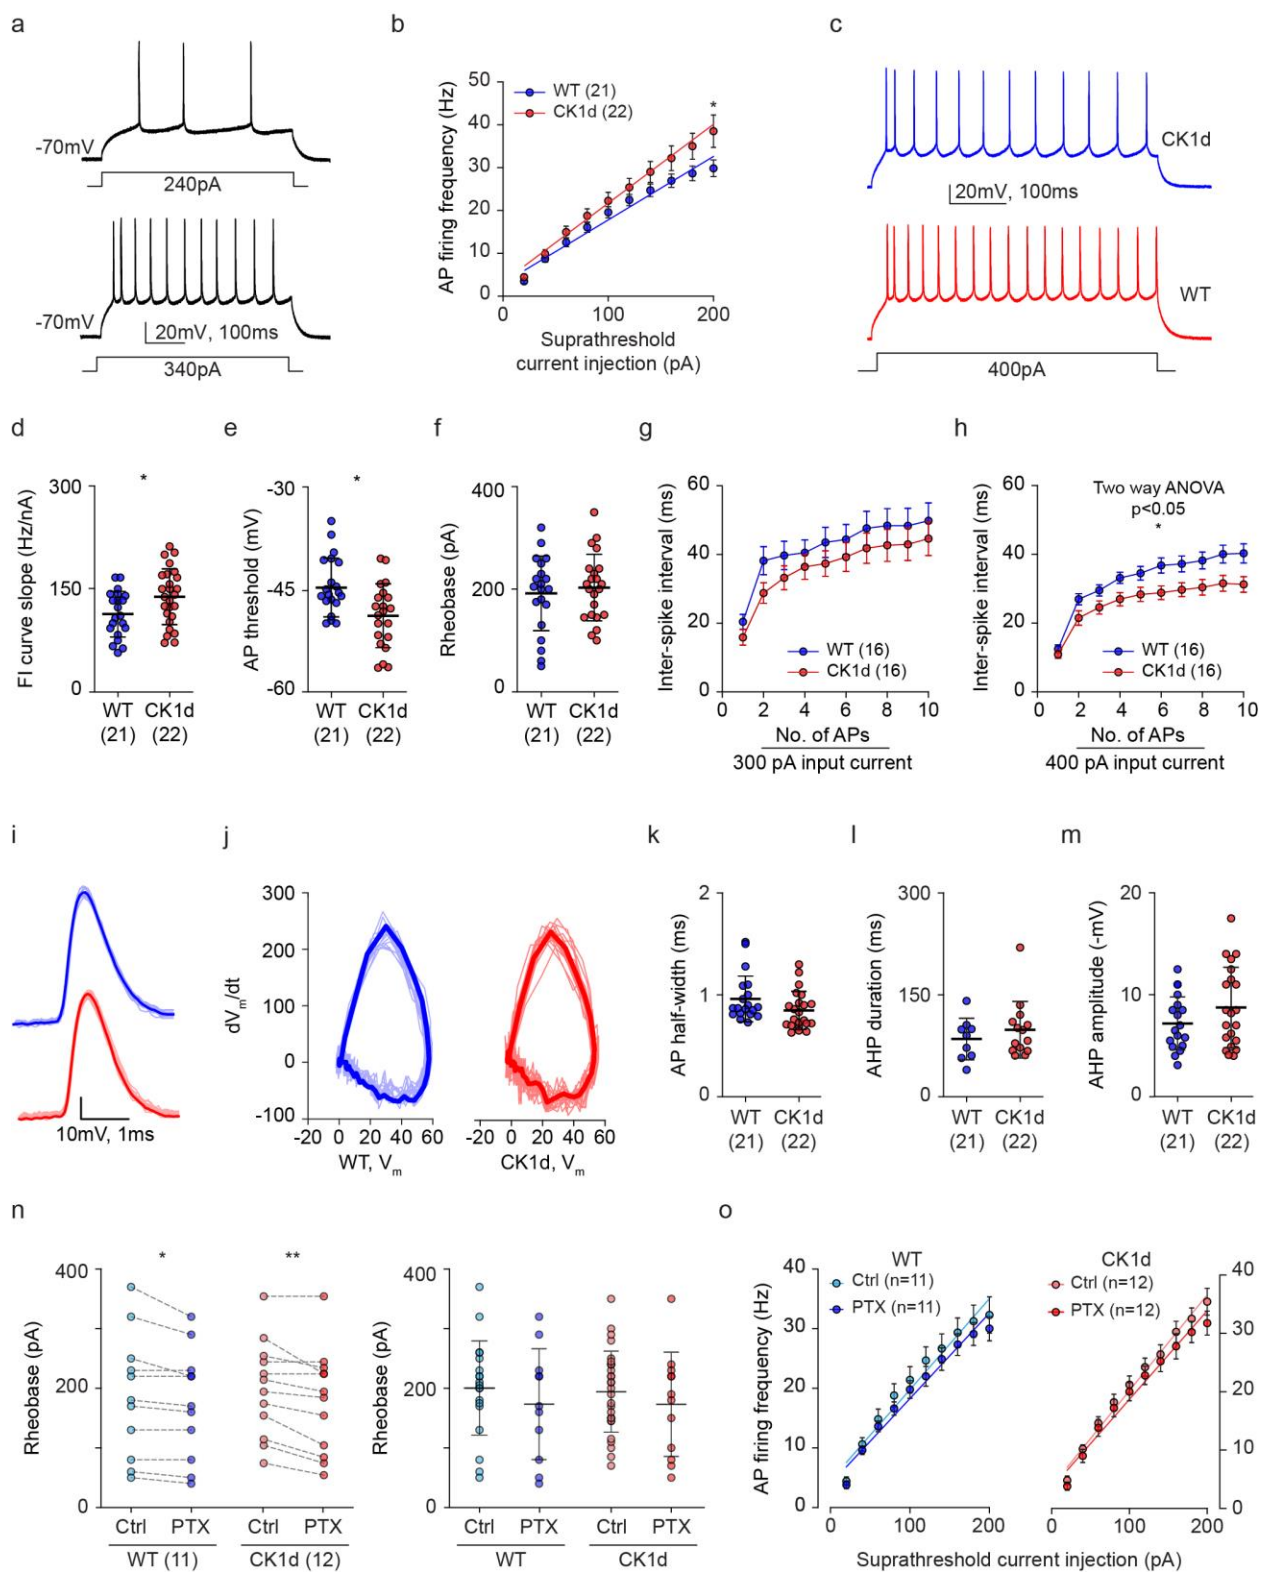 a
-70mV
240pA
-70mV
20mV, 100ms
340pA
b
AP firing frequency (Hz)
50
40
30
20
10
0
WT (21)
CK1d (22)
*
0
100
200
Suprathreshold
current injection (pA)
c
CK1d
20mV, 100ms
WT
400pA
d
FI curve slope (Hz/nA)
300
150
0
*
WT
(21)
CK1d
(22)
e
AP threshold (mV)
-30
-45
-60
*
WT
(21)
CK1d
(22)
f
Rheobase (pA)
400
200
0
WT
(21)
CK1d
(22)
g
Inter-spike interval (ms)
60
40
20
0
WT (16)
CK1d (16)
0 2 4 6 8 10
No. of APs
300 pA input current
h
Inter-spike interval (ms)
60
40
20
0
Two way ANOVA
p<0.05
*
WT (16)
CK1d (16)
0 2 4 6 8 10
No. of APs
400 pA input current
i
10mV, 1ms
j
dVm/dt
300
200
100
0
-100
-20 0 20 40 60
WT, Vm
-20 0 20 40 60
CK1d, Vm
k
AP half-width (ms)
2
1
0
WT
(21)
CK1d
(22)
l
AHP duration (ms)
300
150
0
WT
(21)
CK1d
(22)
m
AHP amplitude (-mV)
20
10
0
WT
(21)
CK1d
(22)
n
Rheobase (pA)
400
200
0
*
**
Ctrl PTX Ctrl PTX
WT (11) CK1d (12)
Rheobase (pA)
400
200
0
Ctrl PTX Ctrl PTX
WT CK1d
o
AP firing frequency (Hz)
40
30
20
10
0
WT
Ctrl (n=11)
PTX (n=11)
0 100 200
CK1d
Ctrl (n=12)
PTX (n=12)
40
30
20
10
0
0 100 200
Suprathreshold current injection (pA)